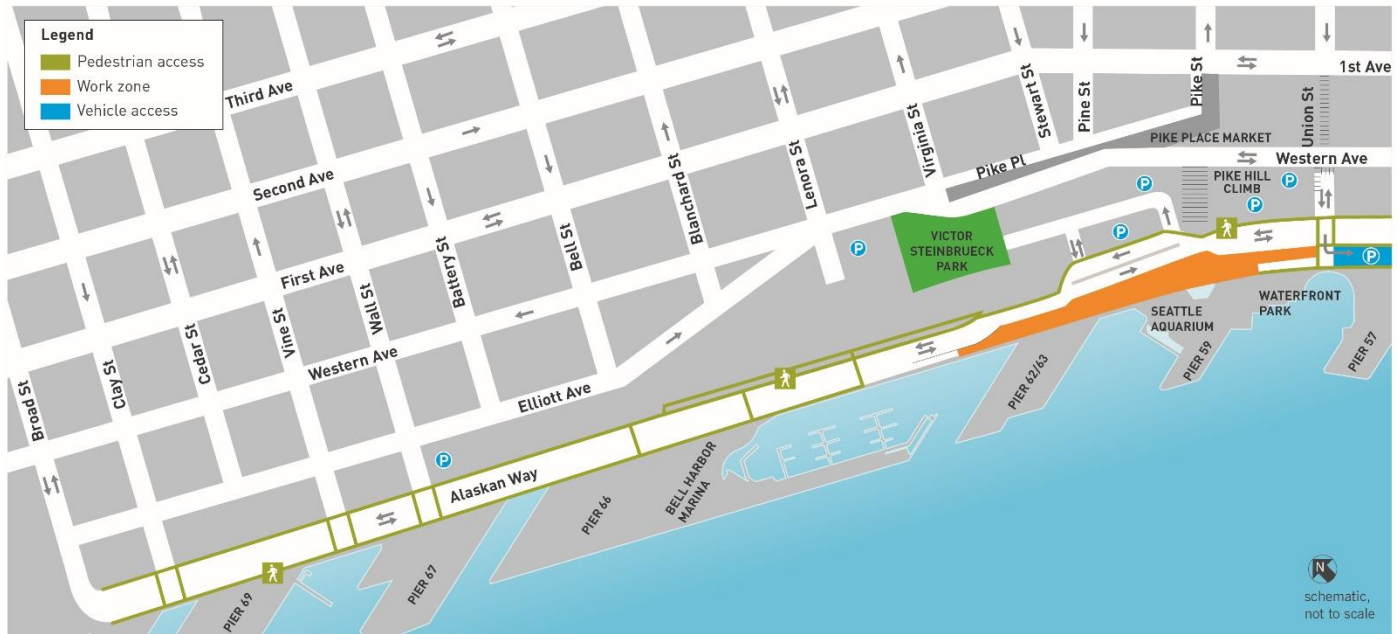 Legend
Pedestrian access
Work zone
Vehicle access
Third Ave
Second Ave
First Ave
Western Ave
Elliott Ave
Alaskan Way
Broad St
Clay St
Cedar St
Vine St
Wall St
Battery St
Bell St
Blanchard St
Lenora St
Virginia St
Stewart St
Pine St
Pike St
Union St
1st Ave
PIKE PLACE MARKET
Western Ave
Pike Pl
PIKE HILL
CLIMB
P
P
P
P
P
P
P
VICTOR
STEINBRUECK
PARK
SEATTLE
AQUARIUM
WATERFRONT
PARK
PIER 57
PIER 59
PIER 62/63
BELL HARBOR
MARINA
PIER 66
PIER 67
PIER 69
N
schematic,
not to scale